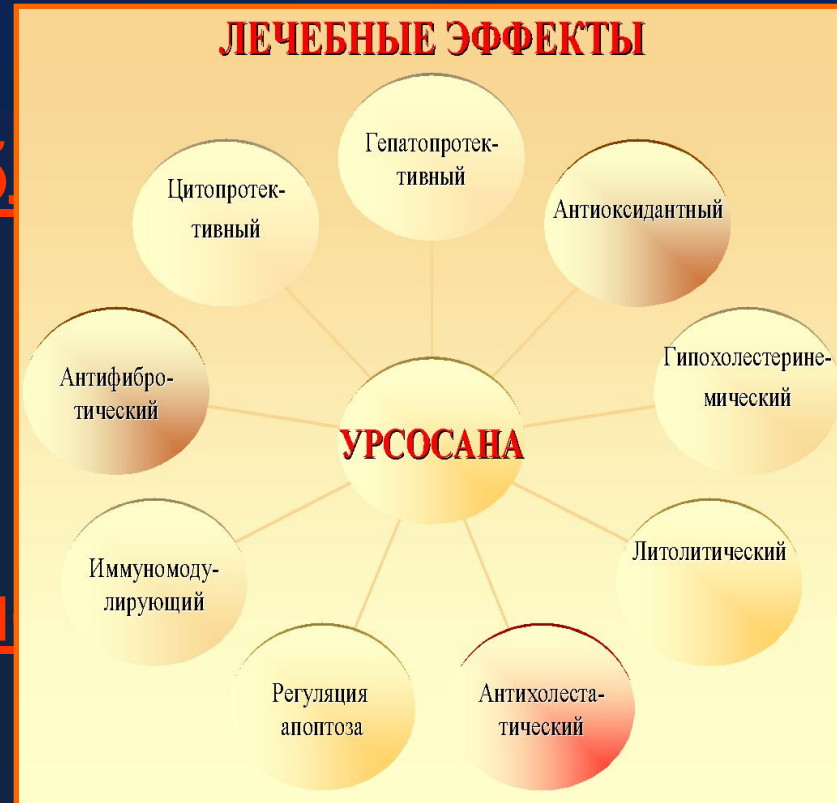 ЛЕЧЕБНЫЕ ЭФФЕКТЫ
Гепатопротек-
тивный
Цитопротек-
тивный
Антиоксидантный
Антифибро-
тический
Гипохолестерине-
мический
УРСОСАНА
Иммуномоду-
лирующий
Литолитический
Регуляция
апоптоза
Антихолеста-
тический